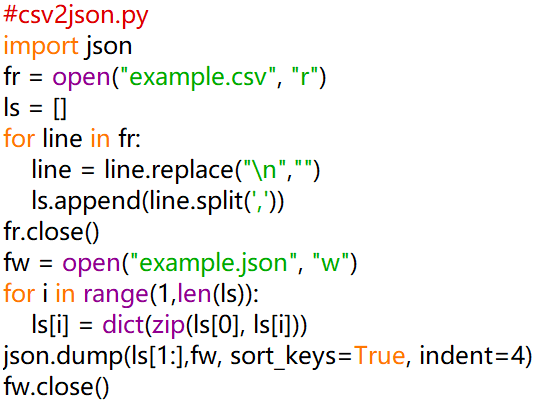 #csv2json.py
import json
fr = open("example.csv", "r")
ls = []
for line in fr:
    line = line.replace("\n","")
    ls.append(line.split(','))
fr.close()
fw = open("example.json", "w")
for i in range(1,len(ls)):
    ls[i] = dict(zip(ls[0], ls[i]))
json.dump(ls[1:],fw, sort_keys=True, indent=4)
fw.close()